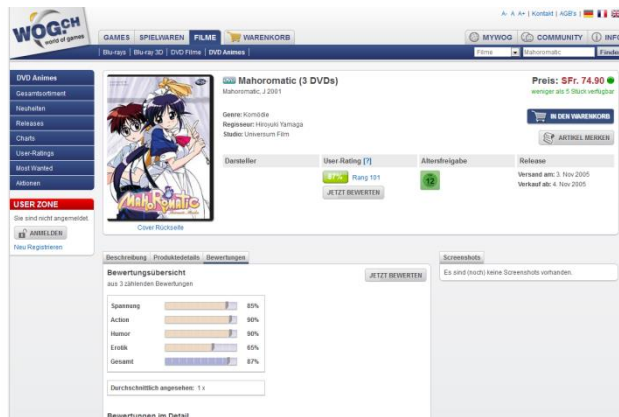 A- A A+ | Kontakt | AGB's |
WOG.CH
world of games
GAMES SPIELWAREN FILME WARENKORB MYWOG COMMUNITY INFO
Blu-rays | Blu-ray 3D | DVD Filme | DVD Animes
Filme Mahoromatic Finde
DVD Animes
Gesamtsortiment
Neuheiten
Releases
Charts
User-Ratings
Most Wanted
Aktionen
USER ZONE
Sie sind nicht angemeldet.
ANMELDEN
Neu Registrieren
MAHOROMATIC
Cover Rückseite
Mahoromatic (3 DVDs)
Mahoromatic, J 2001
Genre: Komödie
Regisseur: Hiroyuki Yamaga
Studio: Universum Film
Preis: SFr. 74.90
weniger als 5 Stück verfügbar
IN DEN WARENKORB
ARTIKEL MERKEN
Darsteller User-Rating [?] Altersfreigabe Release
87% Rang 101
JETZT BEWERTEN
12
Versand am: 3. Nov 2005
Verkauf ab: 4. Nov 2005
Beschreibung Produktedetails Bewertungen
Bewertungsübersicht
aus 3 zählenden Bewertungen
JETZT BEWERTEN
Spannung 85%
Action 90%
Humor 90%
Erotik 65%
Gesamt 87%
Durchschnittlich angesehen: 1 x
Bewertungen im Detail
Screenshots
Es sind (noch) keine Screenshots vorhanden.